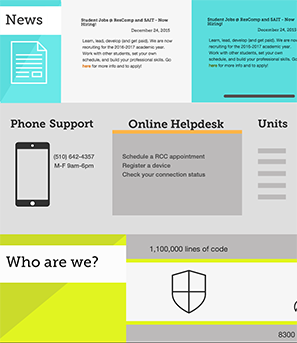 News
Student Jobs @ ResComp and SAIT - Now
Hiring!
December 24, 2015
Learn, lead, develop (and get paid). We are now
recruiting for the 2016-2017 academic year.
Work with other students, set your own
schedule, and build your professional skills. Go
here for more info and to apply!
Student Jobs @ ResComp and SAIT - Now
Hiring!
December 24, 2015
Learn, lead, develop (and get paid). We are now
recruiting for the 2016-2017 academic year.
Work with other students, set your own
schedule, and build your professional skills. Go
here for more info and to apply!
Phone Support
(510) 642-4357
M-F 9am-6pm
Online Helpdesk
Schedule a RCC appointment
Register a device
Check your connection status
Units
Who are we?
1,100,000 lines of code
8300